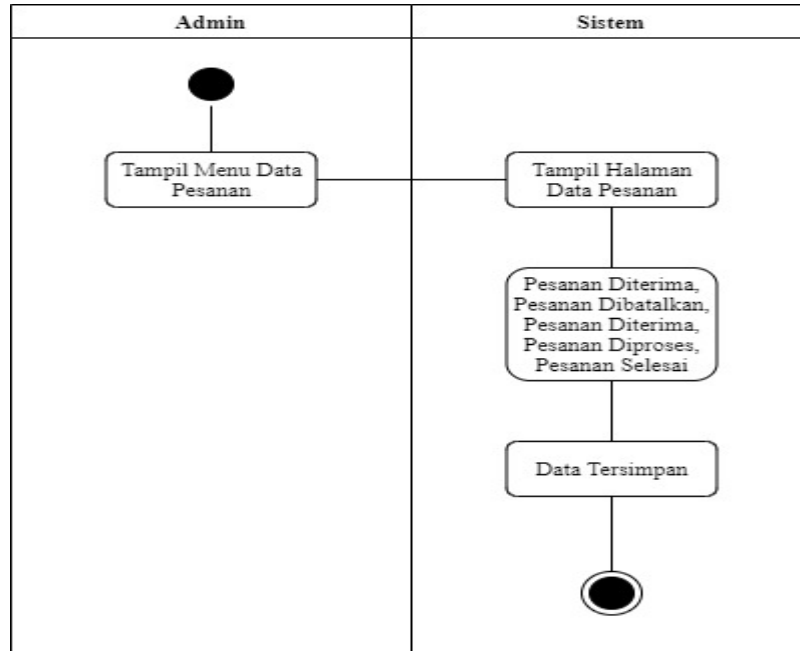 Admin
Sistem
Tampil Menu Data
Pesanan
Tampil Halaman
Data Pesanan
Pesanan Diterima,
Pesanan Dibatalkan,
Pesanan Diterima,
Pesanan Diproses,
Pesanan Selesai
Data Tersimpan